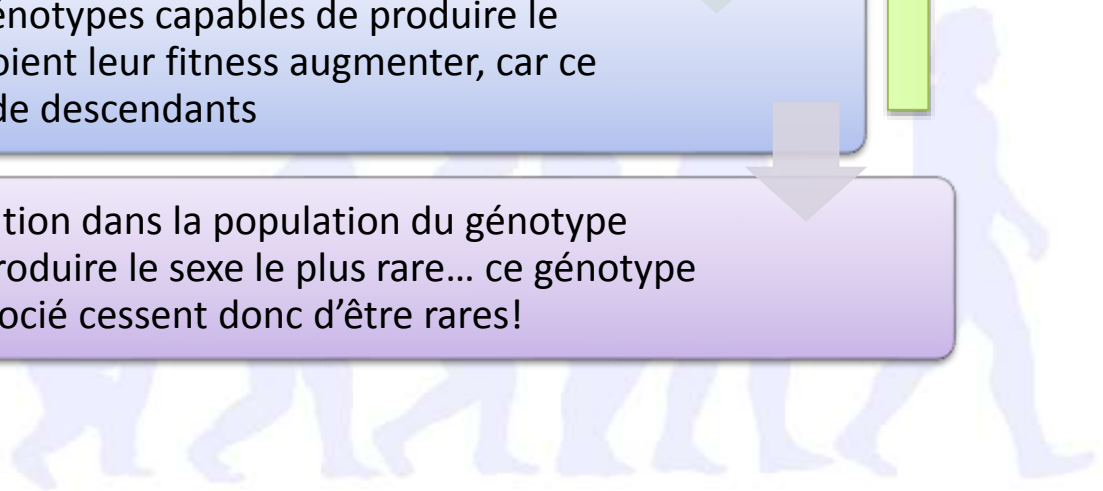 énotypes capables de produire le
oient leur fitness augmenter, car ce
de descendants
tion dans la population du génotype
roduire le sexe le plus rare… ce génotype
ocié cessent donc d'être rares!